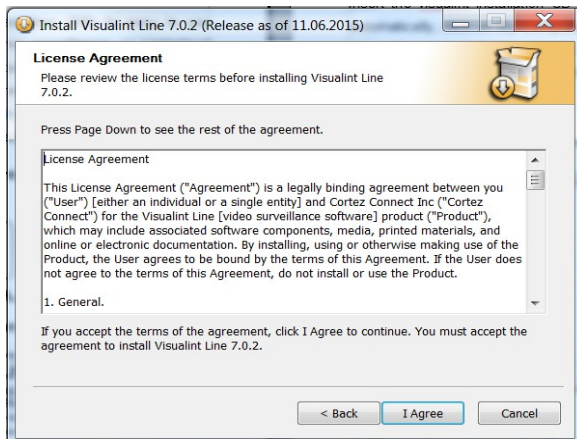 Install Visualint Line 7.0.2 (Release as of 11.06.2015)
License Agreement
Please review the license terms before installing Visualint Line
7.0.2.
Press Page Down to see the rest of the agreement.
License Agreement
This License Agreement ("Agreement") is a legally binding agreement between you
("User") [either an individual or a single entity] and Cortez Connect Inc ("Cortez
Connect") for the Visualint Line [video surveillance software] product ("Product"),
which may include associated software components, media, printed materials, and
online or electronic documentation. By installing, using or otherwise making use of the
Product, the User agrees to be bound by the terms of this Agreement. If the User does
not agree to the terms of this Agreement, do not install or use the Product.
1. General.
If you accept the terms of the agreement, click I Agree to continue. You must accept the
agreement to install Visualint Line 7.0.2.
< Back
I Agree
Cancel